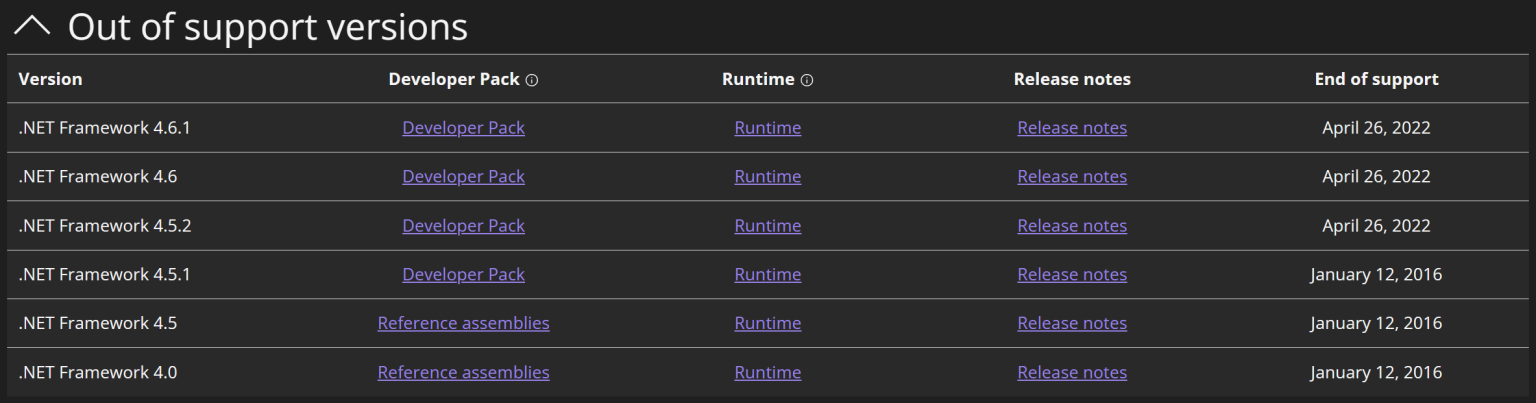 Out of support versions
Version Developer Pack Runtime Release notes End of support
.NET Framework 4.6.1 Developer Pack Runtime Release notes April 26, 2022
.NET Framework 4.6 Developer Pack Runtime Release notes April 26, 2022
.NET Framework 4.5.2 Developer Pack Runtime Release notes April 26, 2022
.NET Framework 4.5.1 Developer Pack Runtime Release notes January 12, 2016
.NET Framework 4.5 Reference assemblies Runtime Release notes January 12, 2016
.NET Framework 4.0 Reference assemblies Runtime Release notes January 12, 2016